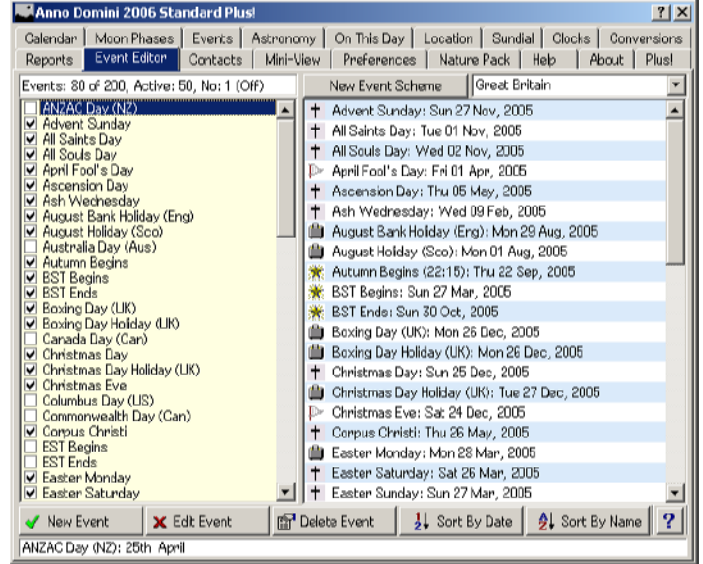 Anno Domini 2006 Standard Plus!
Calendar Moon Phases Events Astronomy On This Day Location Sundial Clocks Conversions
Reports Event Editor Contacts Mini-View Preferences Nature Pack Help About Plus!
Events: 80 of 200, Active: 50, No: 1 (Off)
New Event Scheme
Great Britain
ANZAC Day (NZ)
Advent Sunday
All Saints Day
All Souls Day
April Fool's Day
Ascension Day
Ash Wednesday
August Bank Holiday (Eng)
August Holiday (Sco)
Australia Day (Aus)
Autumn Begins
BST Begins
BST Ends
Boxing Day (UK)
Boxing Day Holiday (UK)
Canada Day (Can)
Christmas Day
Christmas Day Holiday (UK)
Christmas Eve
Columbus Day (US)
Commonwealth Day (Can)
Corpus Christi
EST Begins
EST Ends
Easter Monday
Easter Saturday
Advent Sunday: Sun 27 Nov, 2005
All Saints Day: Tue 01 Nov, 2005
All Souls Day: Wed 02 Nov, 2005
April Fool's Day: Fri 01 Apr, 2005
Ascension Day: Thu 05 May, 2005
Ash Wednesday: Wed 09 Feb, 2005
August Bank Holiday (Eng): Mon 29 Aug, 2005
August Holiday (Sco): Mon 01 Aug, 2005
Autumn Begins (22:15): Thu 22 Sep, 2005
BST Begins: Sun 27 Mar, 2005
BST Ends: Sun 30 Oct, 2005
Boxing Day (UK): Mon 26 Dec, 2005
Boxing Day Holiday (UK): Mon 26 Dec, 2005
Christmas Day: Sun 25 Dec, 2005
Christmas Day Holiday (UK): Tue 27 Dec, 2005
Christmas Eve: Sat 24 Dec, 2005
Corpus Christi: Thu 26 May, 2005
Easter Monday: Mon 28 Mar, 2005
Easter Saturday: Sat 26 Mar, 2005
Easter Sunday: Sun 27 Mar, 2005
New Event Edit Event Delete Event Sort By Date Sort By Name ?
ANZAC Day (NZ): 25th April